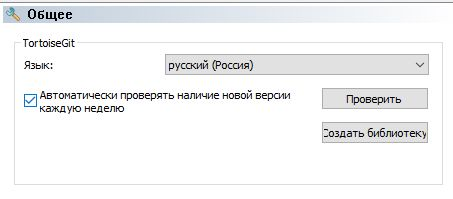 Общее
TortoiseGit
Язык:
русский (Россия)
Автоматически проверять наличие новой версии
каждую неделю
Проверить
Создать библиотеку